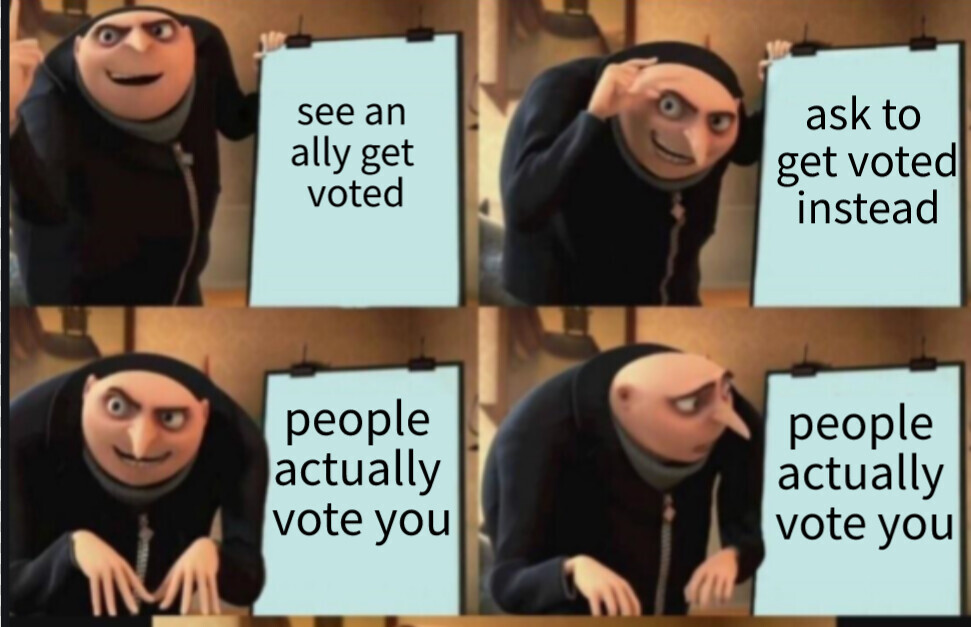 see an
ally get
voted
ask to
get voted
instead
people
actually
vote you
people
actually
vote you